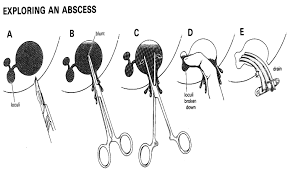 EXPLORING AN ABSCESS
A B C D E
blunt
loculi
loculi
broken
down
drain